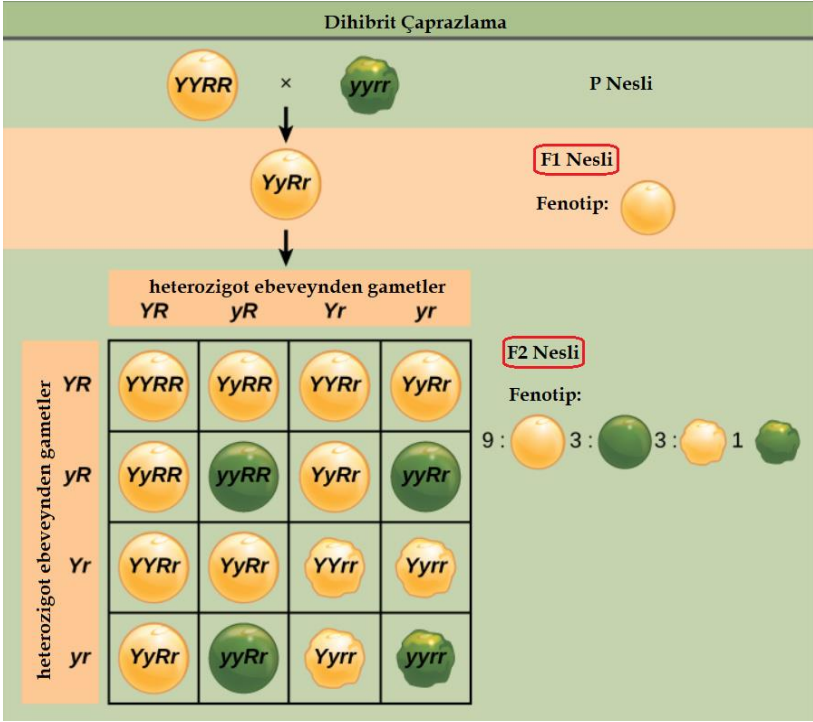 Dihibrit Çaprazlama
YYRR × yyrr P Nesli
F1 Nesli
YyRr
Fenotip:
heterozigot ebeveynden gametler
YR yR Yr yr
heterozigot ebeveynden gametler
YR YYRR YyRR YYRr YyRr
yR YyRR yyRR YyRr yyRr
Yr YYRr YyRr YYrr Yyrr
yr YyRr yyRr Yyrr yyrr
F2 Nesli
Fenotip:
9 : 3 : 3 : 1